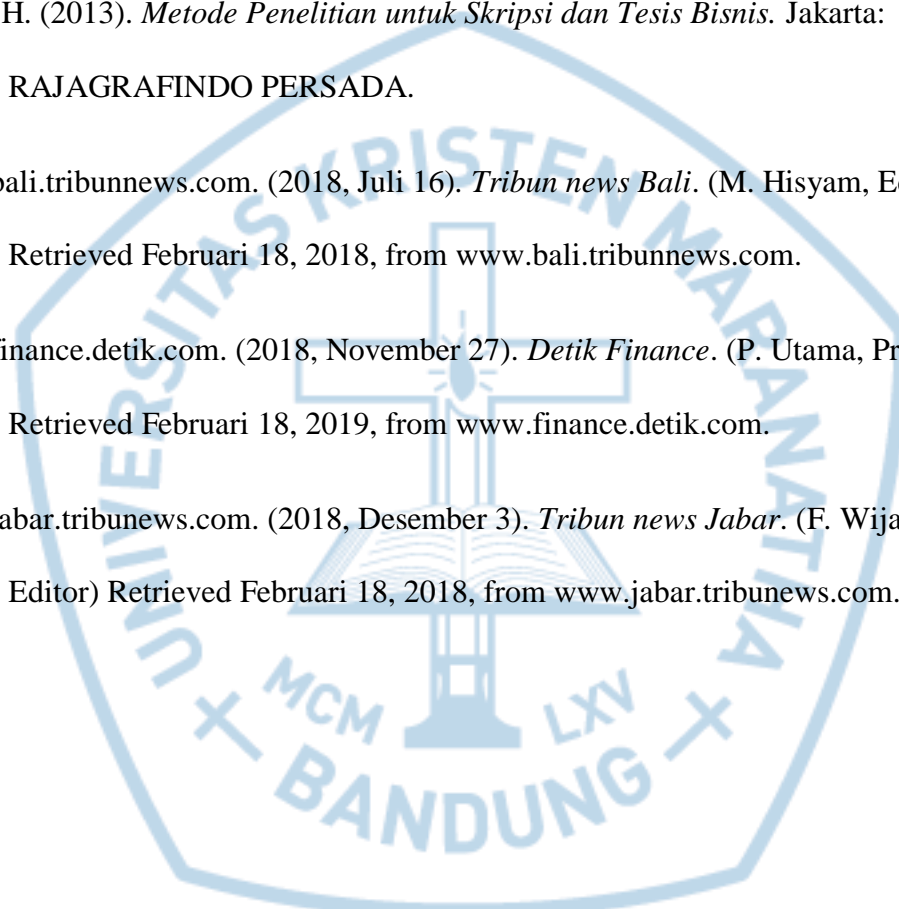 H. (2013). Metode Penelitian untuk Skripsi dan Tesis Bisnis. Jakarta:
RAJAGRAFINDO PERSADA.
bali.tribunnews.com. (2018, Juli 16). Tribun news Bali. (M. Hisyam,
Retrieved Februari 18, 2018, from www.bali.tribunnews.com.
finance.detik.com. (2018, November 27). Detik Finance. (P. Utama,
Retrieved Februari 18, 2019, from www.finance.detik.com.
jabar.tribunews.com. (2018, Desember 3). Tribun news Jabar. (F.
Editor) Retrieved Februari 18, 2018, from www.jabar.tribunews.com.
UNIVERSITAS KRISTEN MARANATHA
MCM LXV
BANDUNG